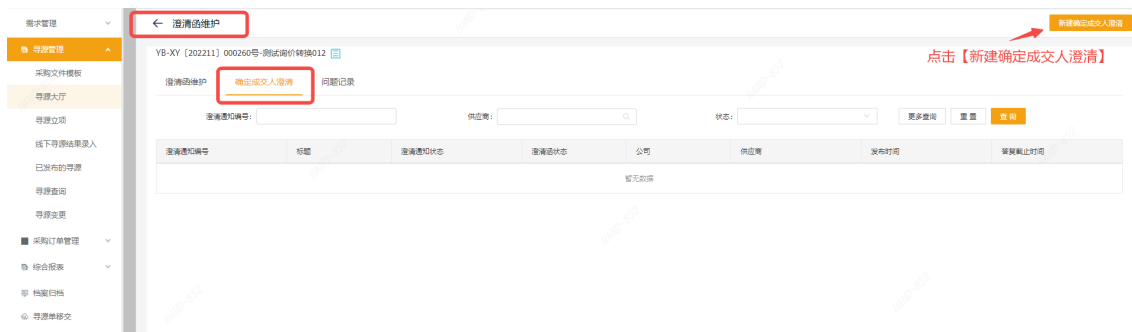 需求管理
← 澄清函维护
新建确定成交人澄清
寻源管理
YB-XY [202211] 000260号-测试询价转换012
点击【新建确定成交人澄清】
采购文件模板
澄清函维护 确定成交人澄清 问题记录
寻源大厅
寻源立项
澄清通知编号: 供应商: 状态: 更多查询 重置 查询
线下寻源结果录入
澄清通知编号 标题 澄清通知状态 澄清函状态 公司 供应商 发布时间 答复截止时间
已发布的寻源
暂无数据
寻源查询
寻源变更
采购订单管理
综合报表
档案归档
寻源单移交